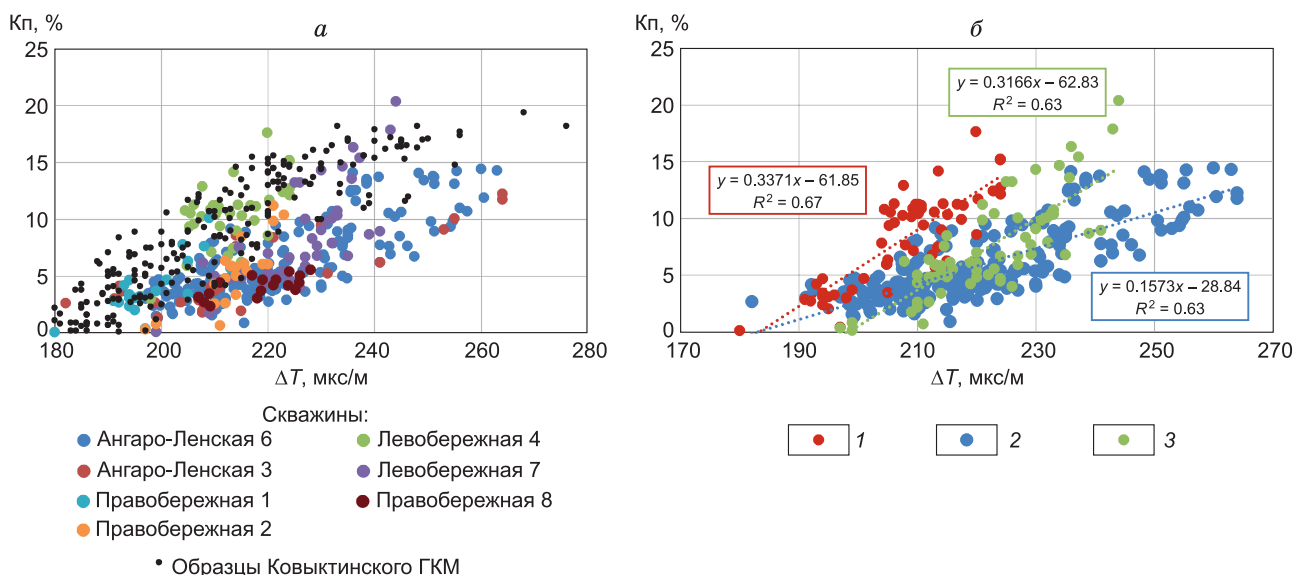 Кп, %
а
25
20
15
10
5
0
180
200
220
240
260
280
ΔT, мкс/м
Скважины:
Ангаро-Ленская 6
Ангаро-Ленская 3
Правобережная 1
Правобережная 2
Левобережная 4
Левобережная 7
Правобережная 8
Образцы Ковыктинского ГКМ
Кп, %
б
25
20
15
10
5
0
y = 0.3166x – 62.83
R² = 0.63
y = 0.3371x – 61.85
R² = 0.67
y = 0.1573x – 28.84
R² = 0.63
170
190
210
230
250
270
ΔT, мкс/м
1
2
3